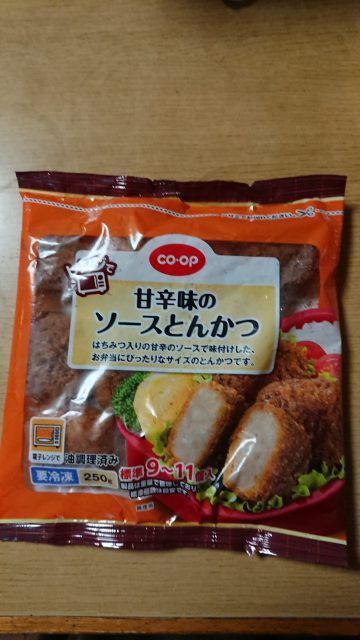 co·op
甘辛味の
ソースとんかつ
はちみつ入りの甘辛のソースで味付けした、
お弁当にぴったりなサイズのとんかつです。
電子レンジで
油調理済み
要冷凍 250g
標準9〜11個入